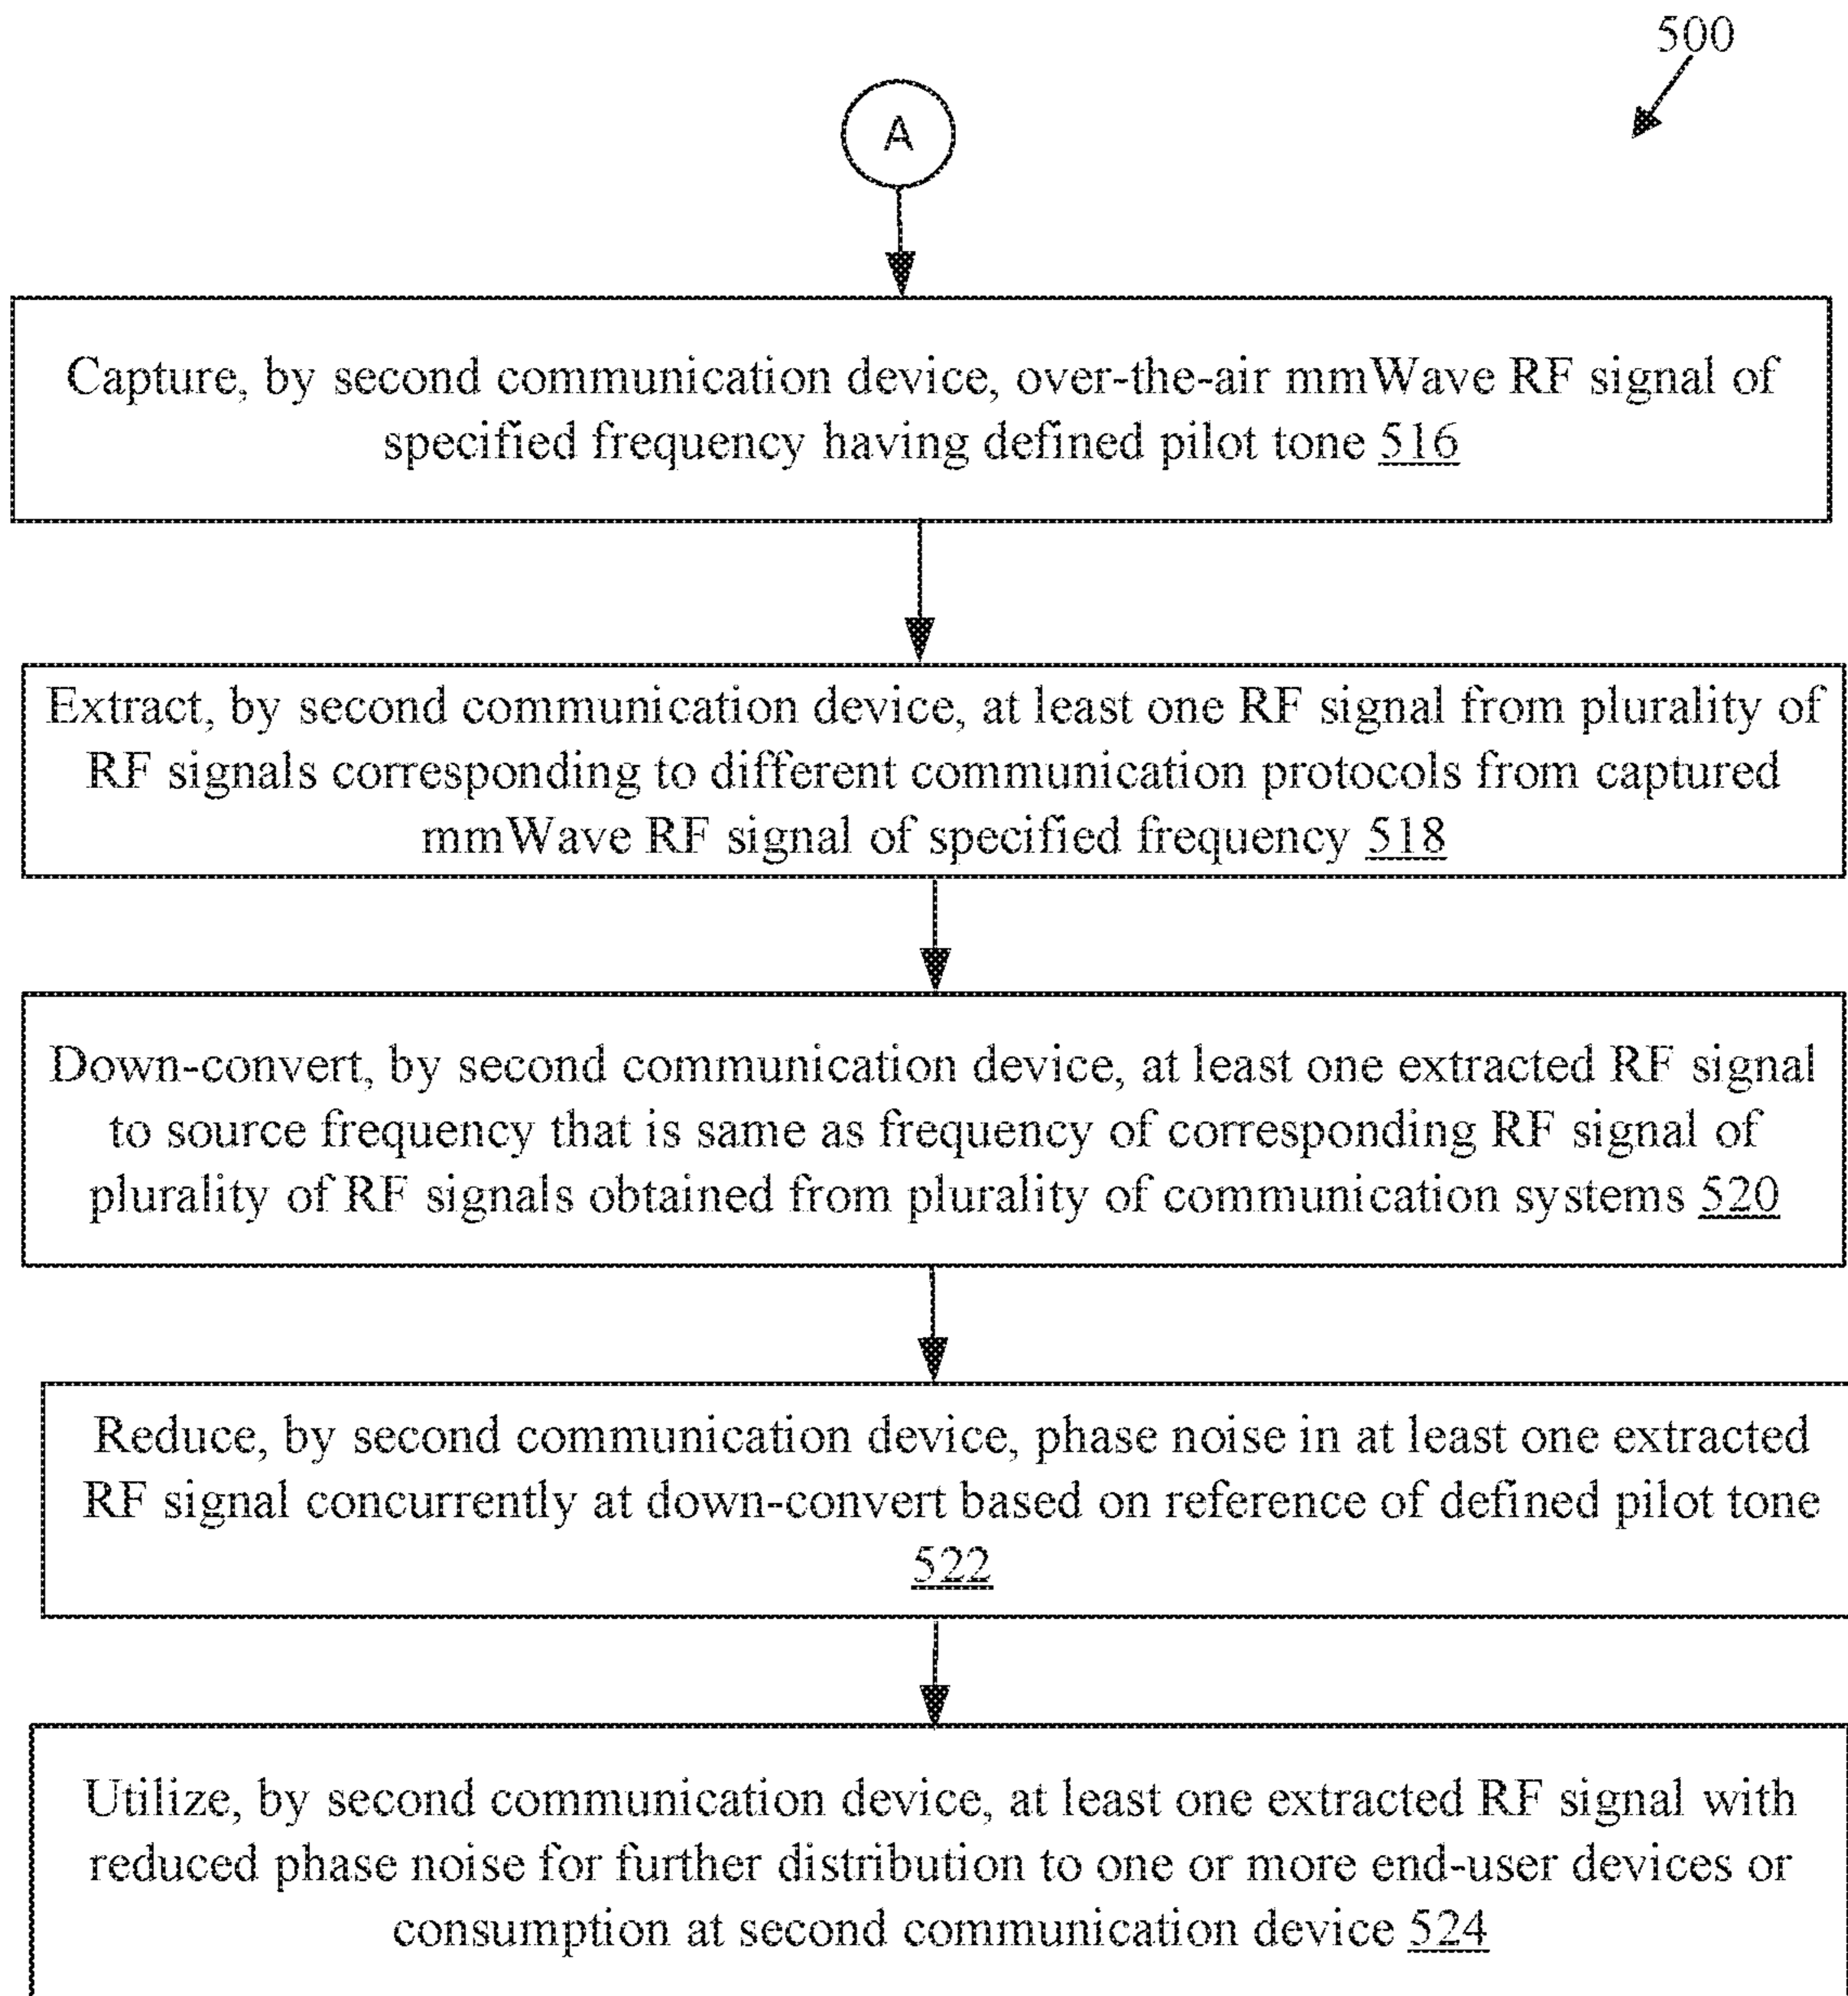 500
A
Capture, by second communication device, over-the-air mmWave RF signal of
specified frequency having defined pilot tone 516
Extract, by second communication device, at least one RF signal from plurality of
RF signals corresponding to different communication protocols from captured
mmWave RF signal of specified frequency 518
Down-convert, by second communication device, at least one extracted RF signal
to source frequency that is same as frequency of corresponding RF signal of
plurality of RF signals obtained from plurality of communication systems 520
Reduce, by second communication device, phase noise in at least one extracted
RF signal concurrently at down-convert based on reference of defined pilot tone
522
Utilize, by second communication device, at least one extracted RF signal with
reduced phase noise for further distribution to one or more end-user devices or
consumption at second communication device 524